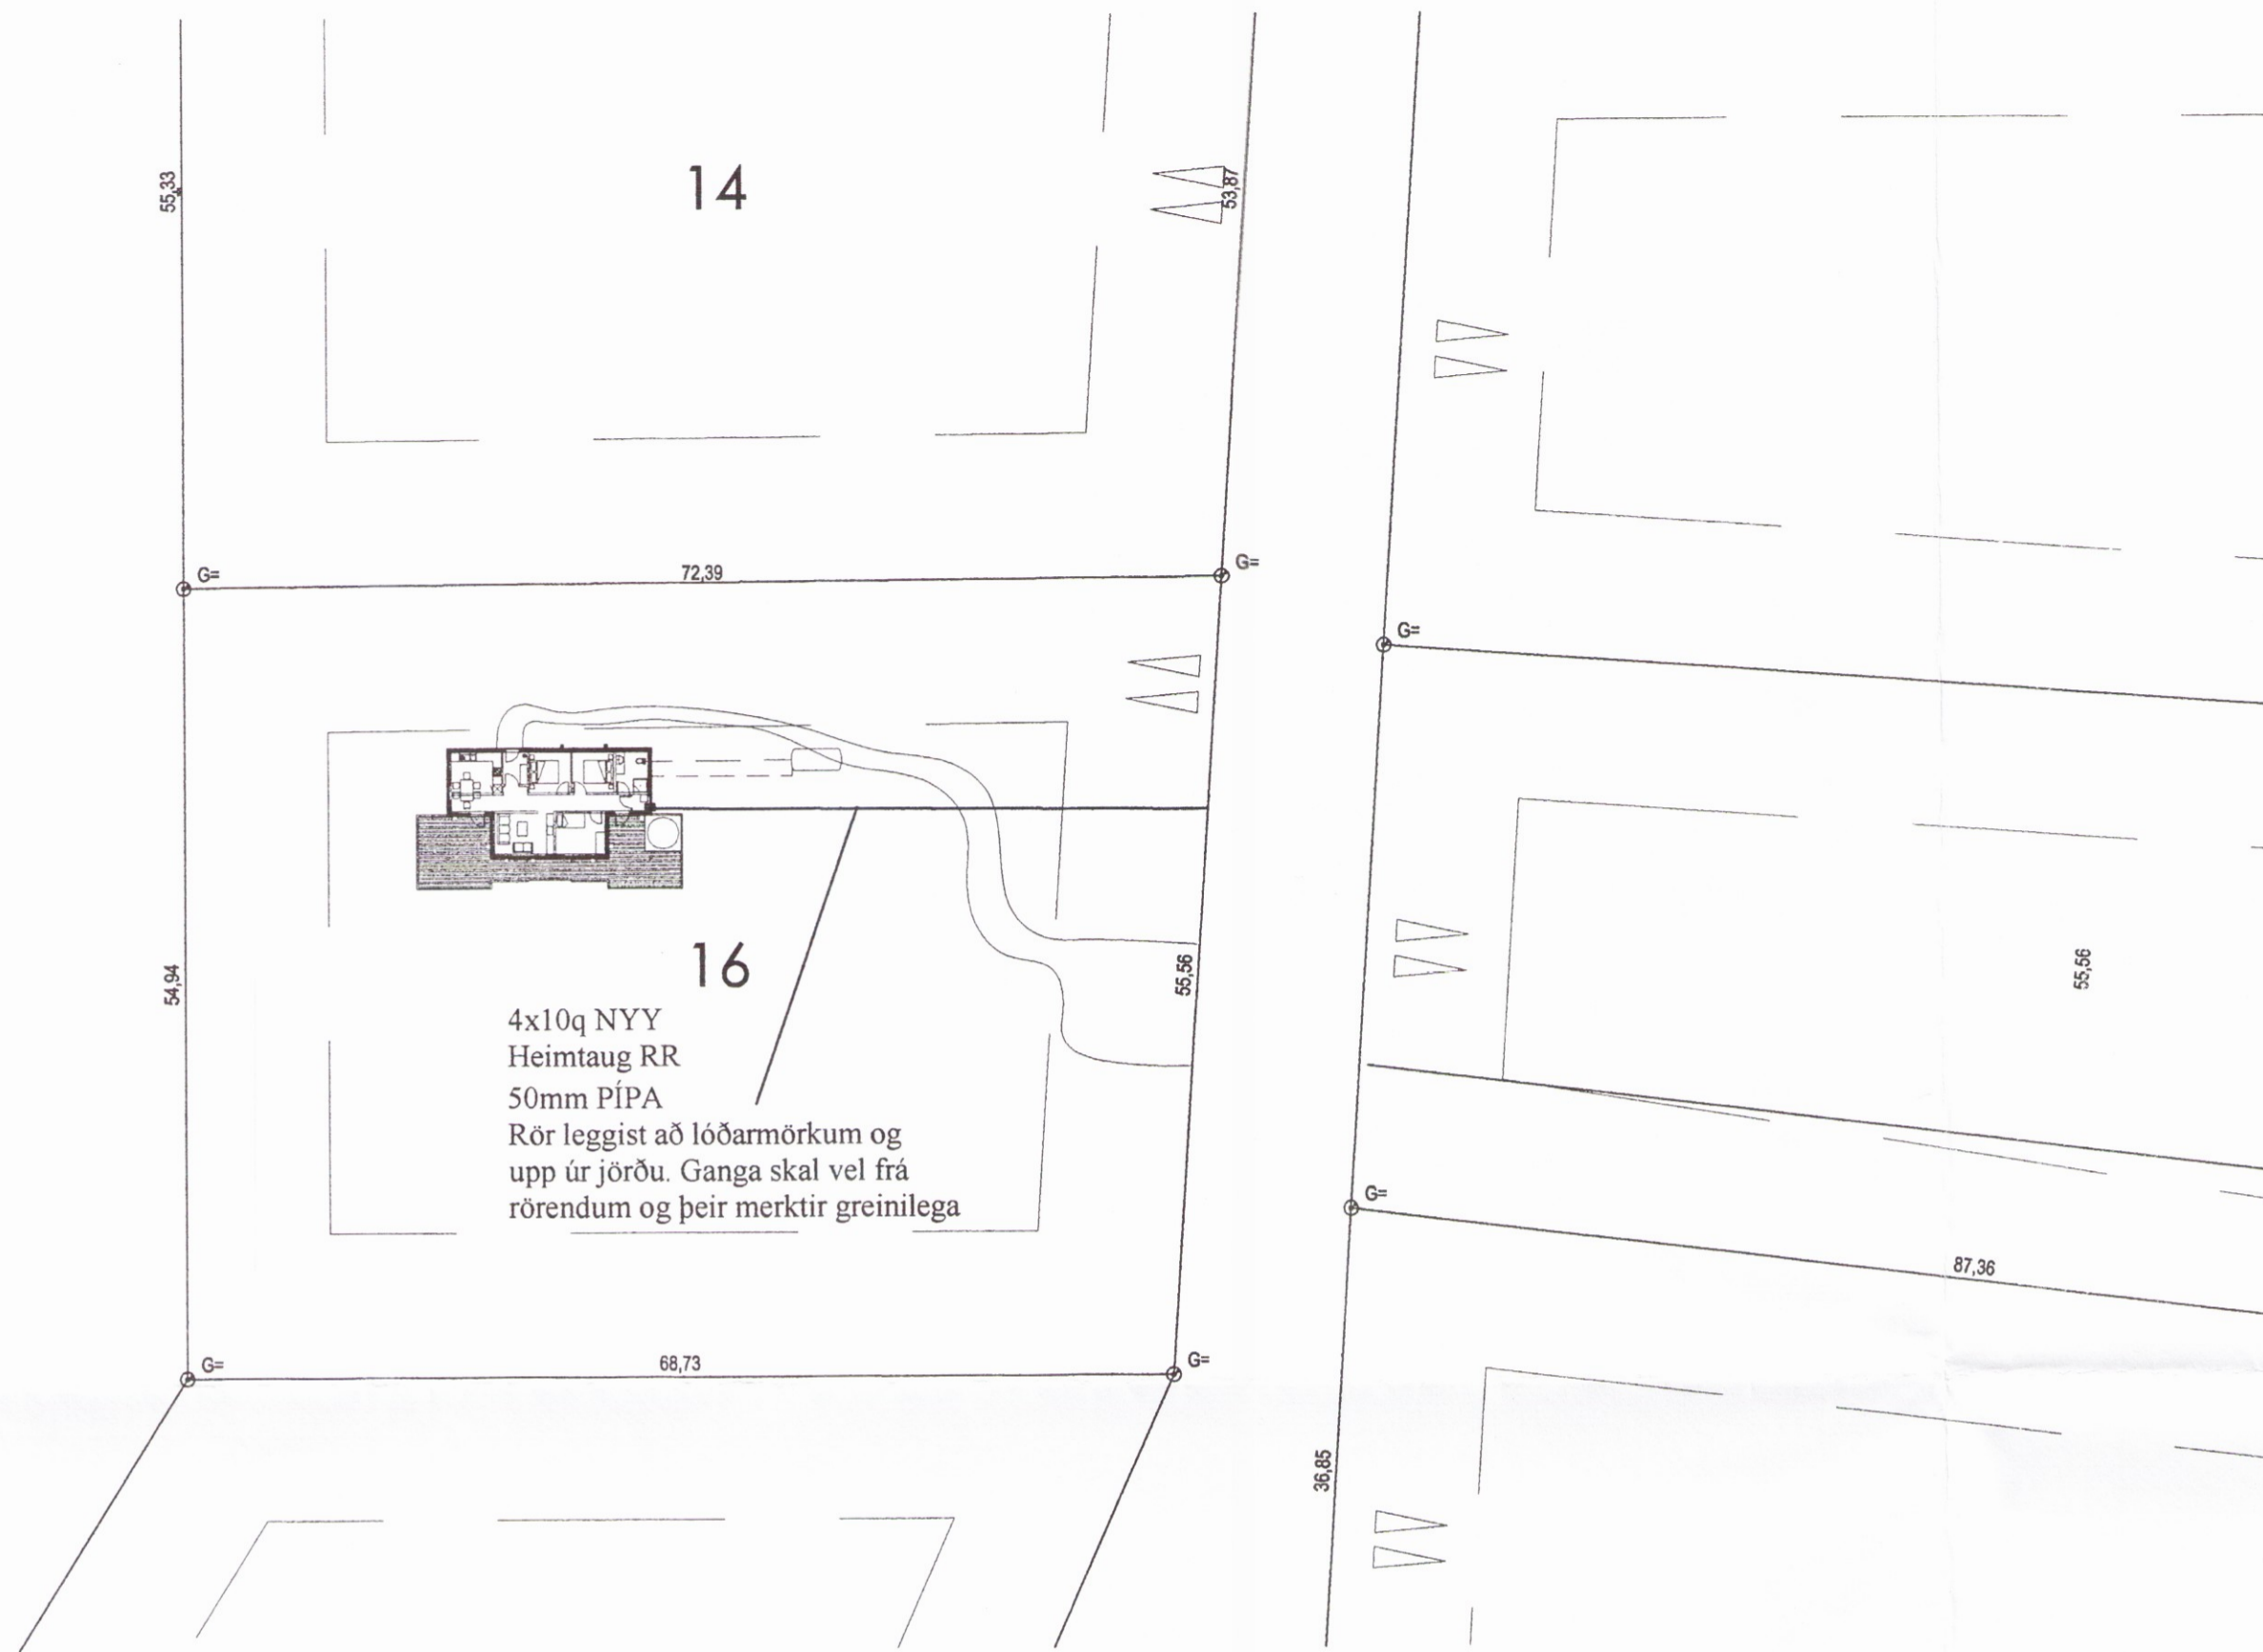 14
55,33
53,87
G=
72,39
G=
G=
16
54,94
55,56
55,56
4x10q NYY
Heimtaug RR
50mm PÍPA
Rör leggist að lóðarmörkum og
upp úr jörðu. Ganga skal vel frá
rörendum og þeir merktir greinilega
G=
87,36
G=
68,73
G=
36,85